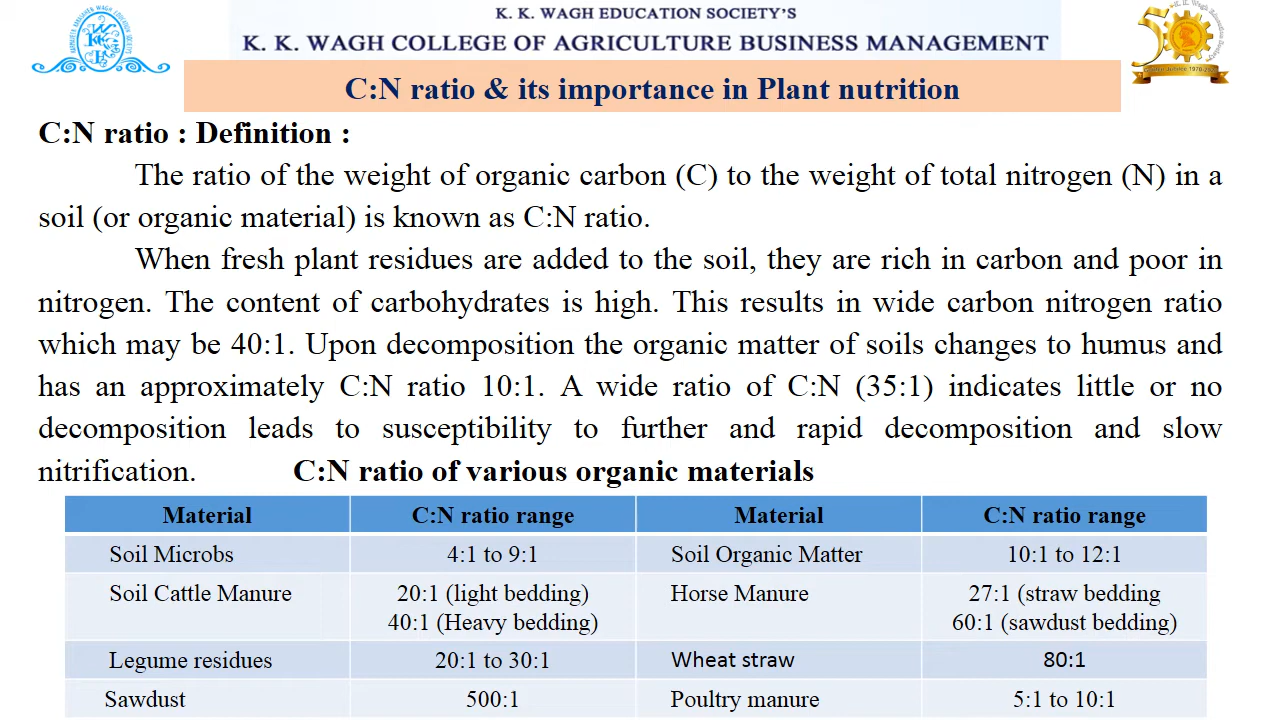 K. K. WAGH EDUCATION SOCIETY'S
K. K. WAGH COLLEGE OF AGRICULTURE BUSINESS MANAGEMENT
C:N ratio & its importance in Plant nutrition
C:N ratio : Definition :
The ratio of the weight of organic carbon (C) to the weight of total nitrogen (N) in a
soil (or organic material) is known as C:N ratio.
When fresh plant residues are added to the soil, they are rich in carbon and poor in
nitrogen. The content of carbohydrates is high. This results in wide carbon nitrogen ratio
which may be 40:1. Upon decomposition the organic matter of soils changes to humus and
has an approximately C:N ratio 10:1. A wide ratio of C:N (35:1) indicates little or no
decomposition leads to susceptibility to further and rapid decomposition and slow
nitrification. C:N ratio of various organic materials
Material C:N ratio range Material C:N ratio range
Soil Microbs 4:1 to 9:1 Soil Organic Matter 10:1 to 12:1
Soil Cattle Manure 20:1 (light bedding) Horse Manure 27:1 (straw bedding
40:1 (Heavy bedding) 60:1 (sawdust bedding)
Legume residues 20:1 to 30:1 Wheat straw 80:1
Sawdust 500:1 Poultry manure 5:1 to 10:1